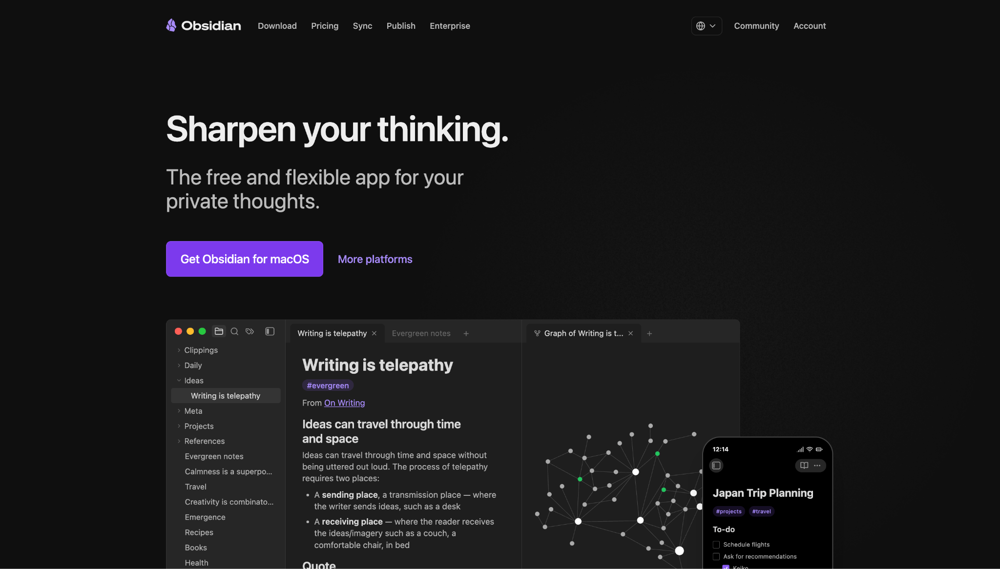 Obsidian
Download
Pricing
Sync
Publish
Enterprise
Community
Account
Sharpen your thinking.
The free and flexible app for your
private thoughts.
Get Obsidian for macOS
More platforms
Clippings
Daily
Ideas
Writing is telepathy
Meta
Projects
References
Evergreen notes
Calmness is a superpo...
Travel
Creativity is combinato...
Emergence
Recipes
Books
Health
Writing is telepathy
Evergreen notes
Writing is telepathy
#evergreen
From On Writing
Ideas can travel through time
and space
Ideas can travel through time and space without
being uttered out loud. The process of telepathy
requires two places:
• A sending place, a transmission place — where
the writer sends ideas, such as a desk
• A receiving place — where the reader receives
the ideas/imagery such as a couch, a
comfortable chair, in bed
Quote
Graph of Writing is t...
12:14
Japan Trip Planning
#projects
#travel
To-do
Schedule flights
Ask for recommendations
Keiko